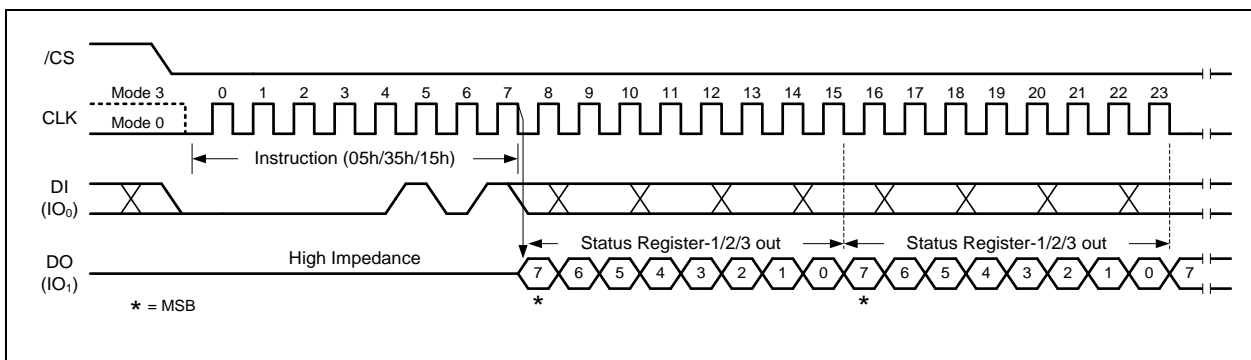 /CS
Mode 3
CLK
Mode 0
0 1 2 3 4 5 6 7 8 9 10 11 12 13 14 15 16 17 18 19 20 21 22 23
Instruction (05h/35h/15h)
DI
(IO₀)
Status Register-1/2/3 out Status Register-1/2/3 out
DO
(IO₁)
High Impedance
7 6 5 4 3 2 1 0 7 6 5 4 3 2 1 0 7
* *
* = MSB